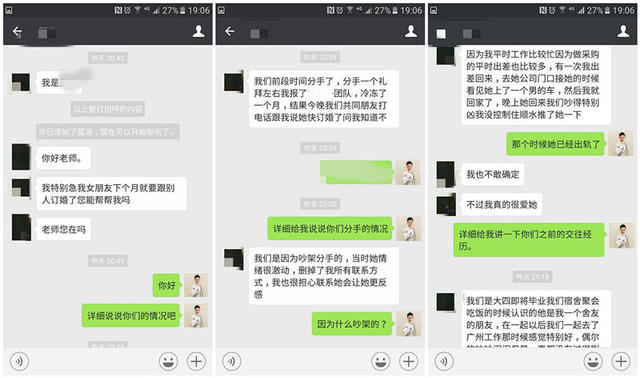 4G 27% 19:06
昨天 20:42
我是
以上是打招呼的内容
你已添加了蓝海，现在可以开始聊天了。
你好老师。
我特别急我女朋友下个月就要跟别
人订婚了您能帮帮我吗
老师您在吗
昨天 20:49
你好
详细说说你们的情况吧
4G 27% 19:06
昨天 20:58
我们前段时间分手了，分手一个礼
拜左右我报了 团队，冷冻了
一个月，结果今晚我们共同朋友打
电话跟我说她快订婚了问我知道不
昨天 20:59
昨天 21:00
详细给我说说你们分手的情况
我们是因为吵架分手的，当时她情
绪很激动，删掉了我所有联系方
式，我也很担心联系她会让她更反
感
因为什么吵架的？
4G 27% 19:06
因为我平时工作比较忙因为做采购
的平时出差也比较多，有一次我出
差回来，去她公司门口接她的时候
看见她上了一个男的车，然后我就
回家了，晚上她回来我们吵得特别
凶我没控制住顺水推了她一下
那个时候她已经出轨了
我也不敢确定
不过我真的很爱她
详细给我讲一下你们之前的交往经
历。
昨天 21:18
我们是大四即将毕业我们宿舍聚会
吃饭的时候认识的他是我一个舍友
的朋友，在一起以后我们一起去了
广州工作那时候感觉特别好，偶尔